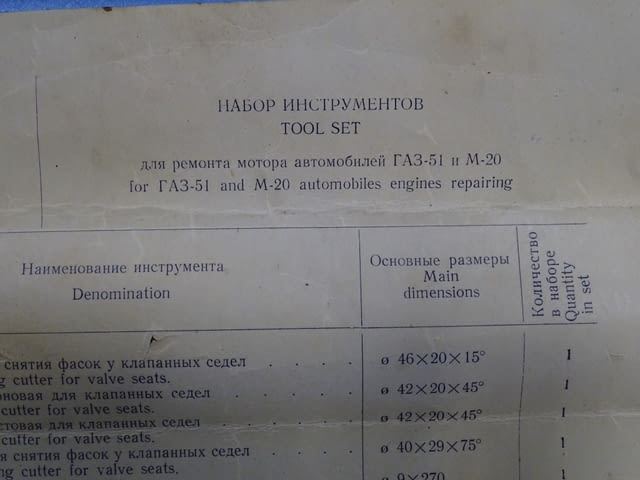 НАБОР ИНСТРУМЕНТОВ
TOOL SET
для ремонта мотора автомобилей ГАЗ-51 и М-20
for ГАЗ-51 and M-20 automobiles engines repairing
Наименование инструмента
Denomination
Основные размеры
Main
dimensions
Количество
в наборе
Quantity
in set
снятия фасок у клапанных седел . . . . ø 46×20×15° 1
cutter for valve seats.
для клапанных седел . . . . ø 42×20×45° 1
cutter for valve seats.
для клапанных седел . . . . ø 42×20×45° 1
cutter for valve seats.
снятия фасок у клапанных седел . . . . ø 40×29×75° 1
cutter for valve seats.
ø 9×270 1